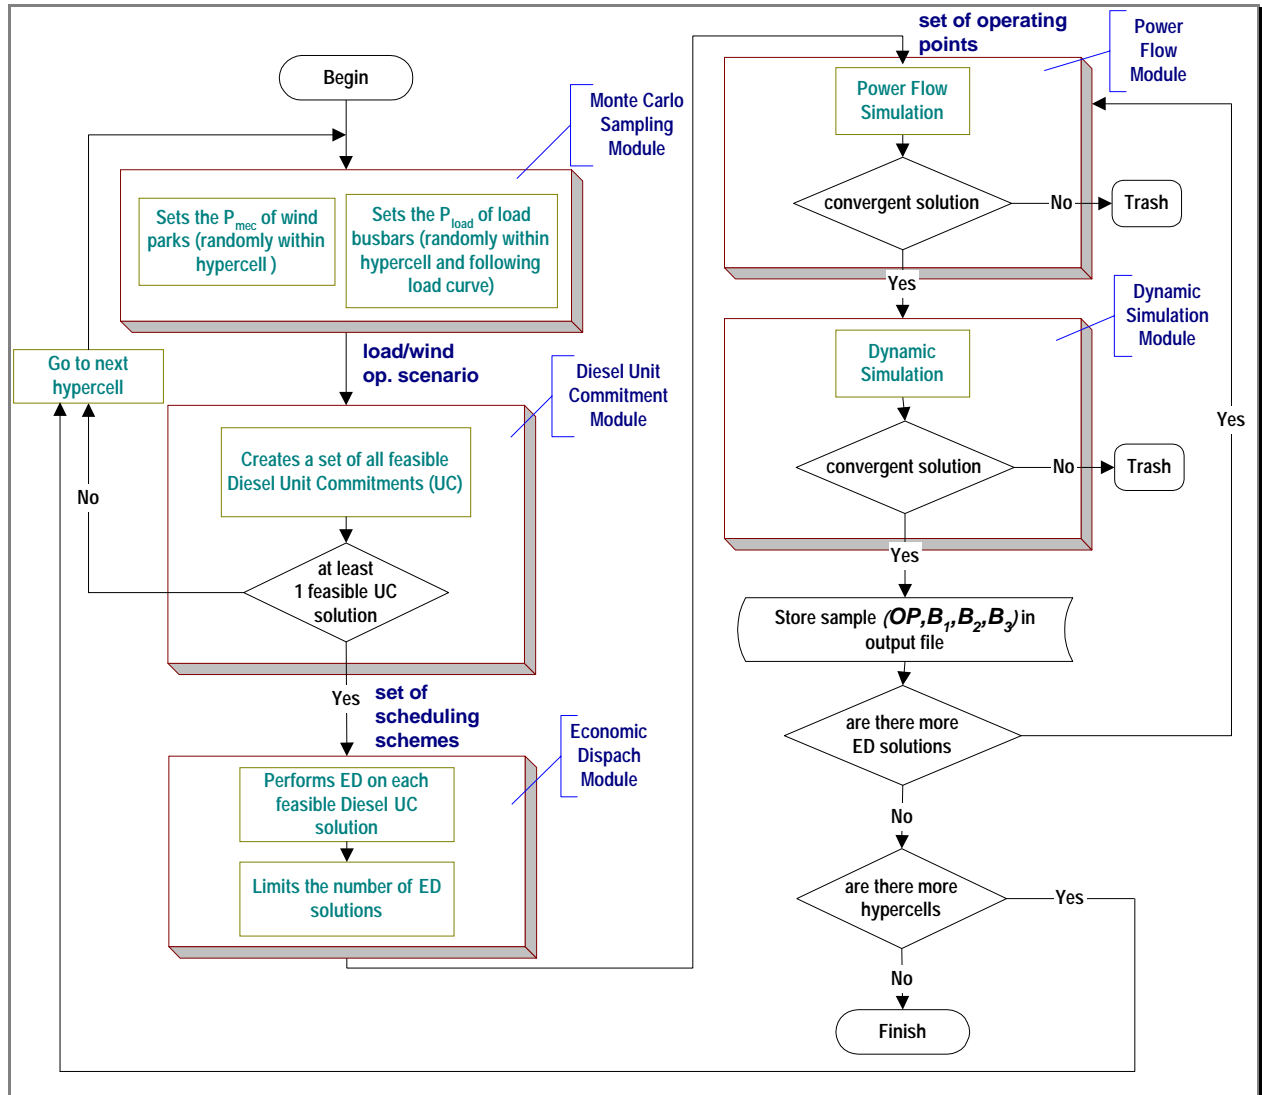 Begin
Monte Carlo
Sampling
Module
Sets the Pmec of wind
parks (randomly within
hypercell )
Sets the Pload of load
busbars (randomly within
hypercell and following
load curve)
load/wind
op. scenario
Go to next
hypercell
Diesel Unit
Commitment
Module
Creates a set of all feasible
Diesel Unit Commitments (UC)
No
at least
1 feasible UC
solution
Yes
set of
scheduling
schemes
Economic
Dispach
Module
Performs ED on each
feasible Diesel UC
solution
Limits the number of ED
solutions
set of operating
points
Power
Flow
Module
Power Flow
Simulation
convergent solution
No
Trash
Yes
Dynamic
Simulation
Module
Dynamic
Simulation
convergent solution
No
Trash
Yes
Yes
Store sample (OP,B1,B2,B3) in
output file
are there more
ED solutions
No
are there more
hypercells
Yes
No
Finish